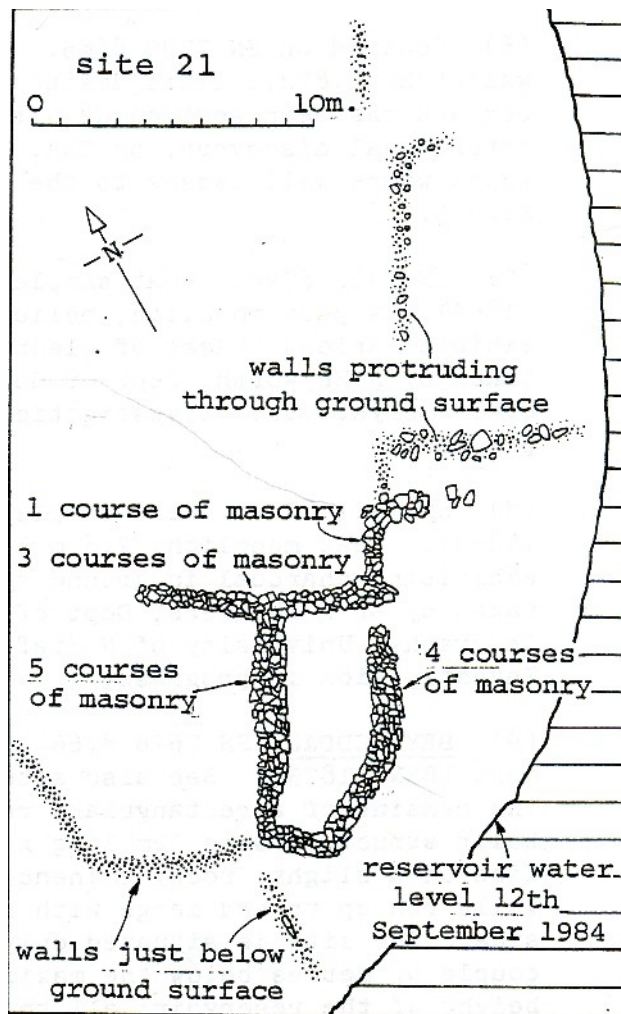 site 21
0 10m.
N
walls protruding
through ground surface
1 course of masonry
3 courses of masonry
5 courses
of masonry
4 courses
of masonry
reservoir water
level 12th
September 1984
walls just below
ground surface